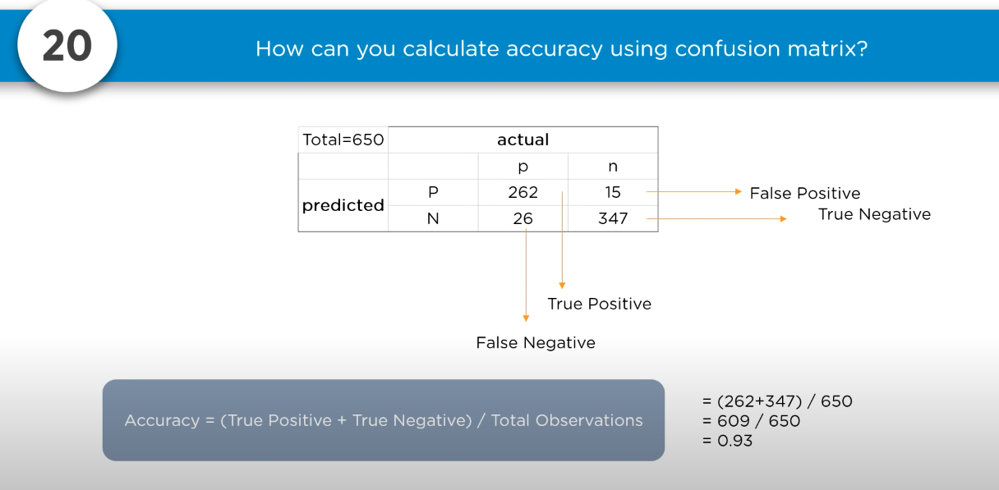 20
How can you calculate accuracy using confusion matrix?
Total=650 actual
p n
predicted
P 262 15
N 26 347
False Positive
True Negative
True Positive
False Negative
Accuracy = (True Positive + True Negative) / Total Observations
= (262+347) / 650
= 609 / 650
= 0.93